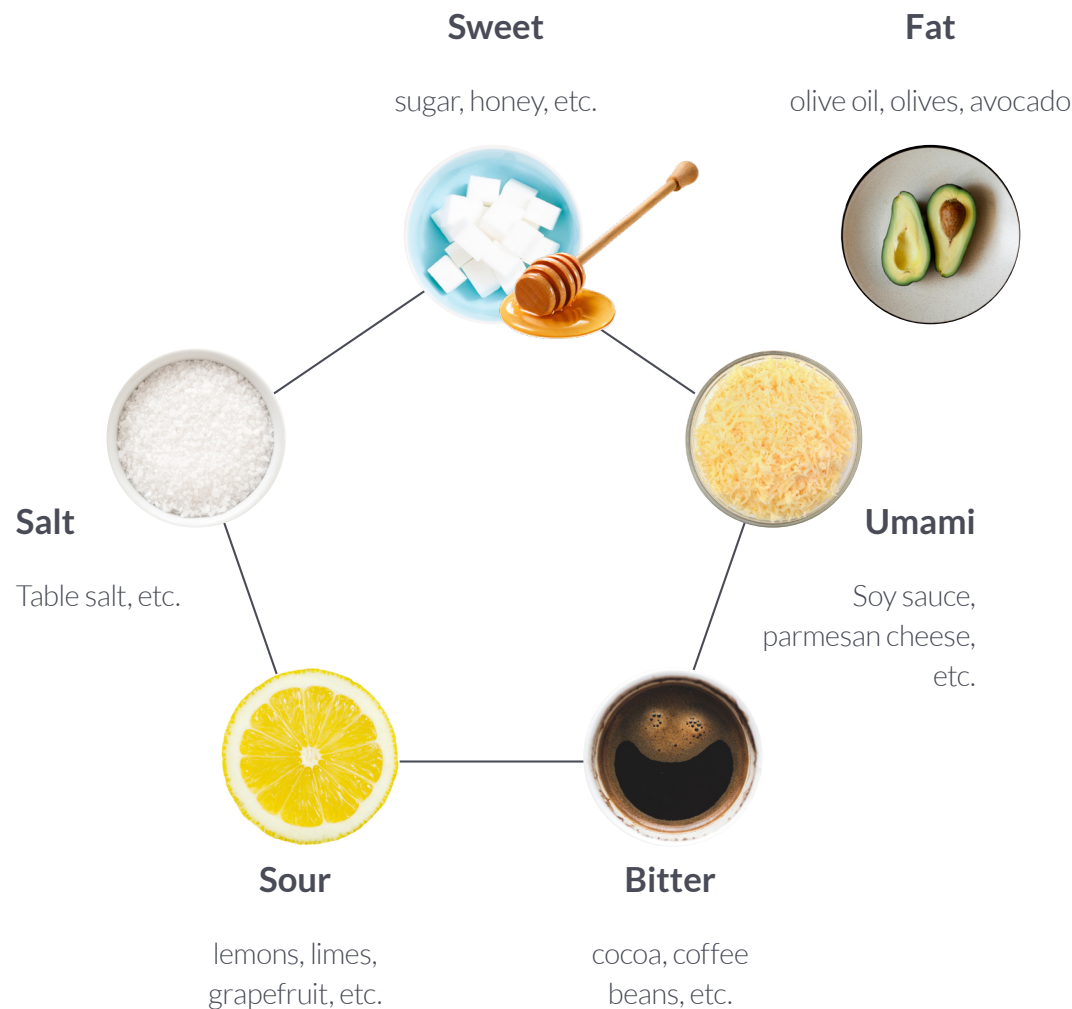 Sweet
sugar, honey, etc.
Fat
olive oil, olives, avocado
Salt
Table salt, etc.
Umami
Soy sauce,
parmesan cheese,
etc.
Sour
lemons, limes,
grapefruit, etc.
Bitter
cocoa, coffee
beans, etc.